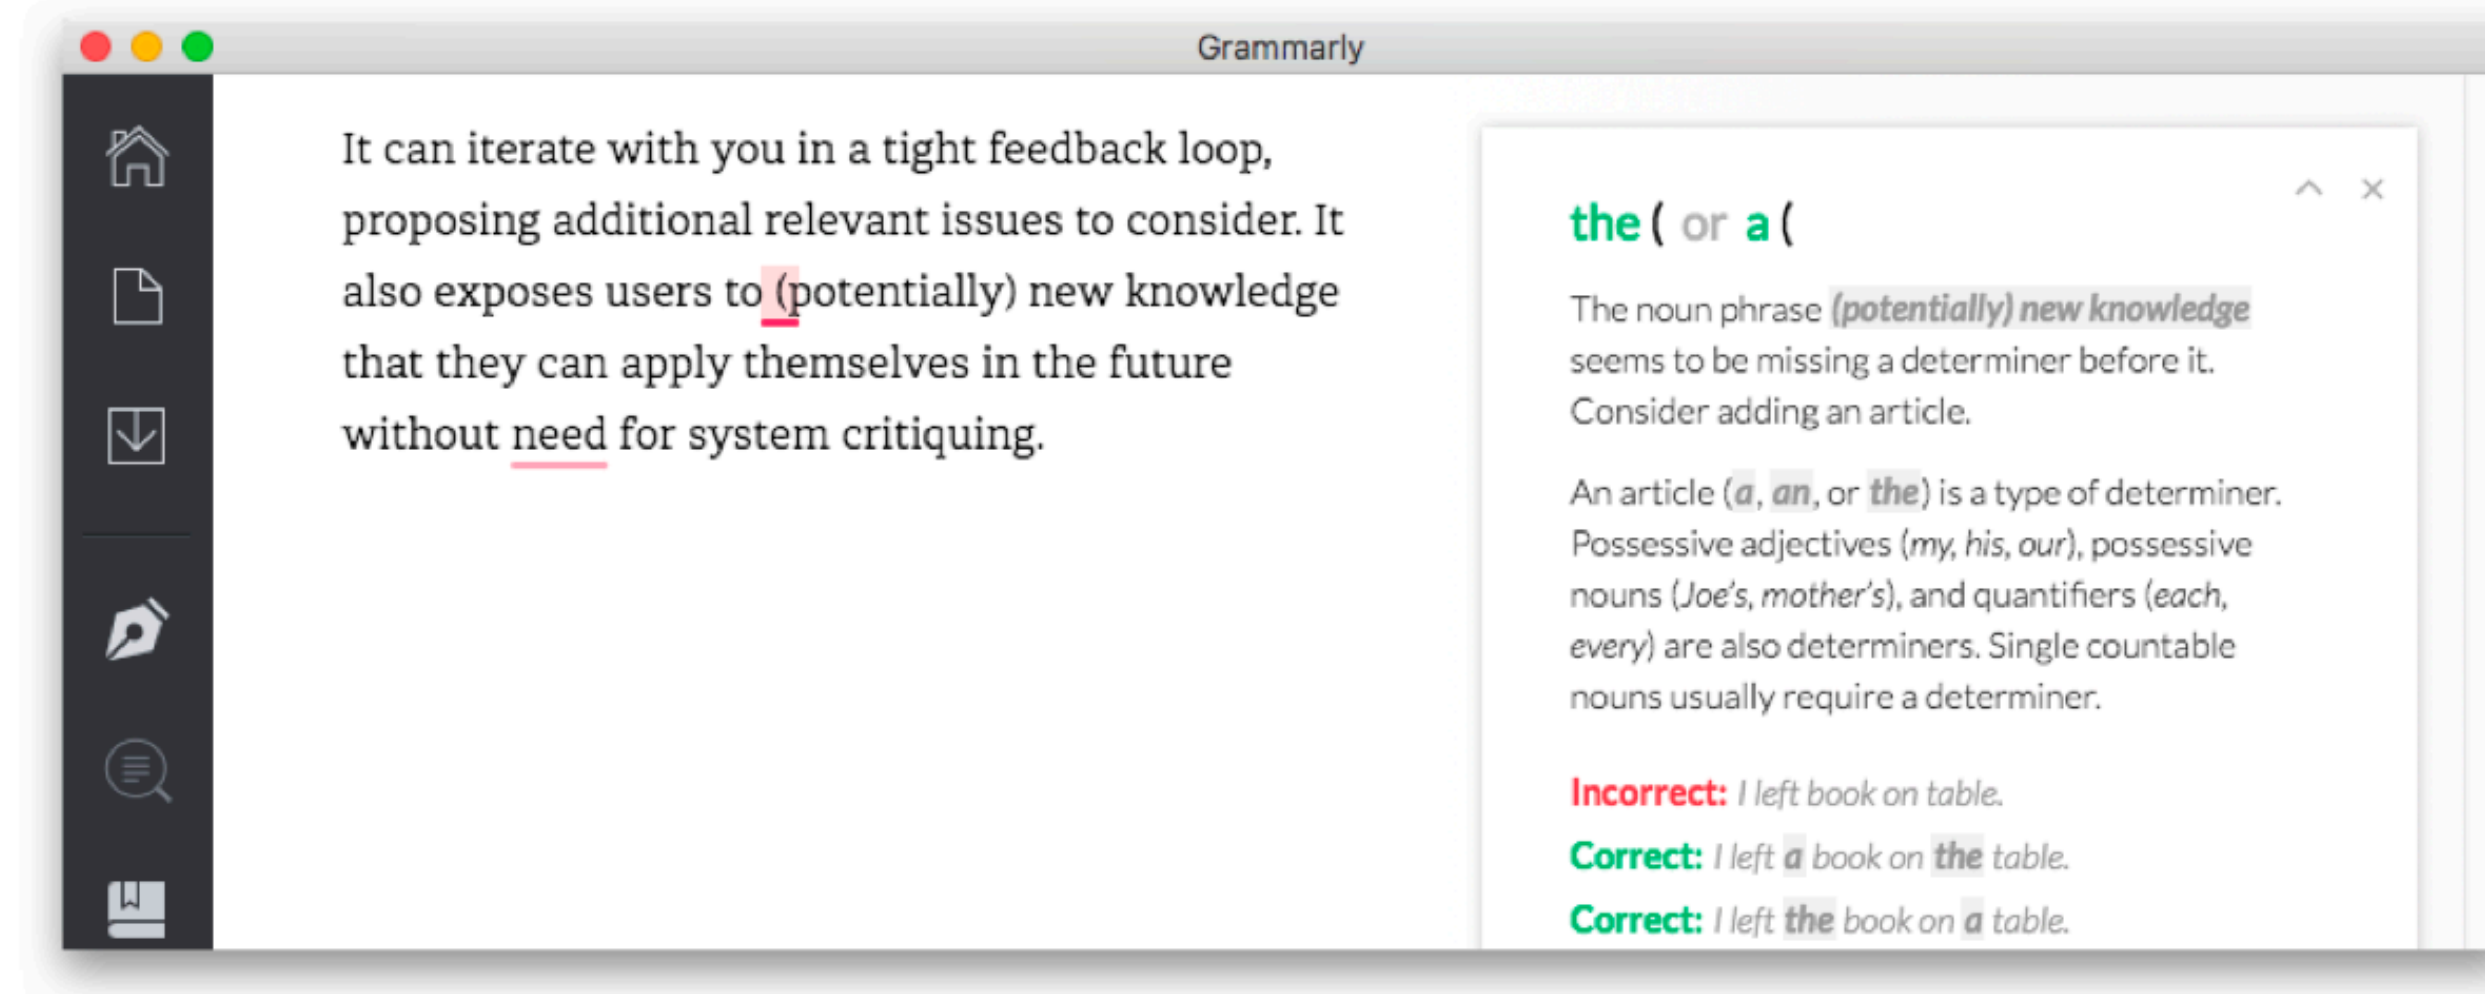 Grammarly
It can iterate with you in a tight feedback loop,
proposing additional relevant issues to consider. It
also exposes users to (potentially) new knowledge
that they can apply themselves in the future
without need for system critiquing.
the ( or a (
The noun phrase (potentially) new knowledge
seems to be missing a determiner before it.
Consider adding an article.
An article (a, an, or the) is a type of determiner.
Possessive adjectives (my, his, our), possessive
nouns (Joe's, mother's), and quantifiers (each,
every) are also determiners. Single countable
nouns usually require a determiner.
Incorrect: I left book on table.
Correct: I left a book on the table.
Correct: I left the book on a table.